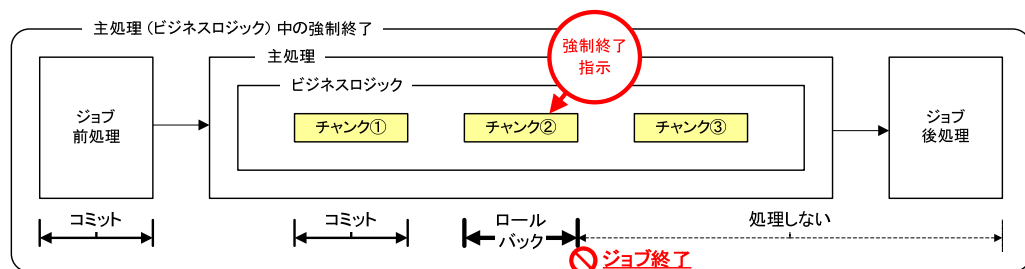 主処理（ビジネスロジック）中の強制終了
主処理
強制終了
指示
ビジネスロジック
ジョブ
前処理
チャンク①
チャンク②
チャンク③
ジョブ
後処理
コミット
コミット
ロール
バック
処理しない
ジョブ終了